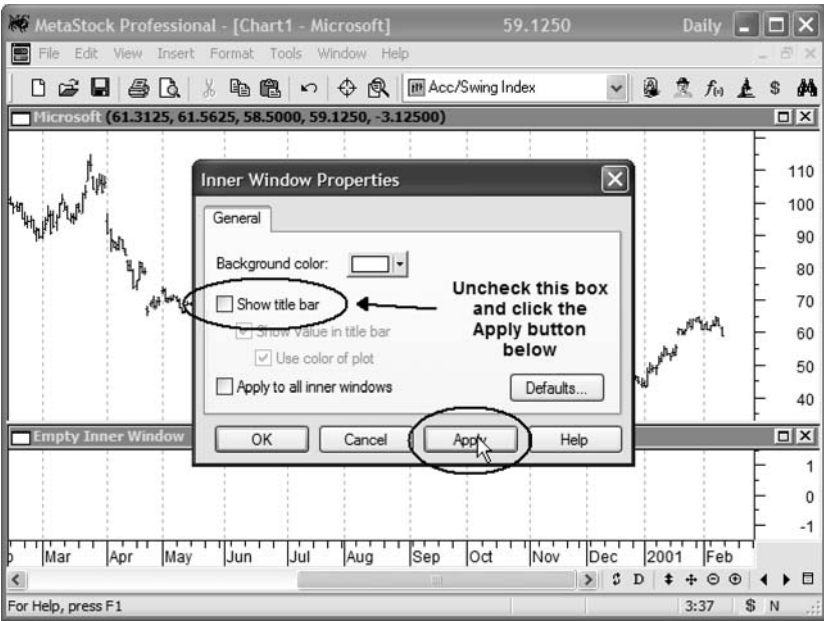 MetaStock Professional - [Chart1 - Microsoft] 59.1250 Daily
File Edit View Insert Format Tools Window Help
Acc/Swing Index
Microsoft (61.3125, 61.5625, 58.5000, 59.1250, -3.12500)
Inner Window Properties
General
Background color:
Show title bar
Show Value in title bar
Use color of plot
Apply to all inner windows
Uncheck this box
and click the
Apply button
below
Defaults...
OK Cancel Apply Help
110
100
90
80
70
60
50
40
Empty Inner Window
1
0
-1
Mar Apr May Jun Jul Aug Sep Oct Nov Dec 2001 Feb
D
For Help, press F1 3:37 $ N